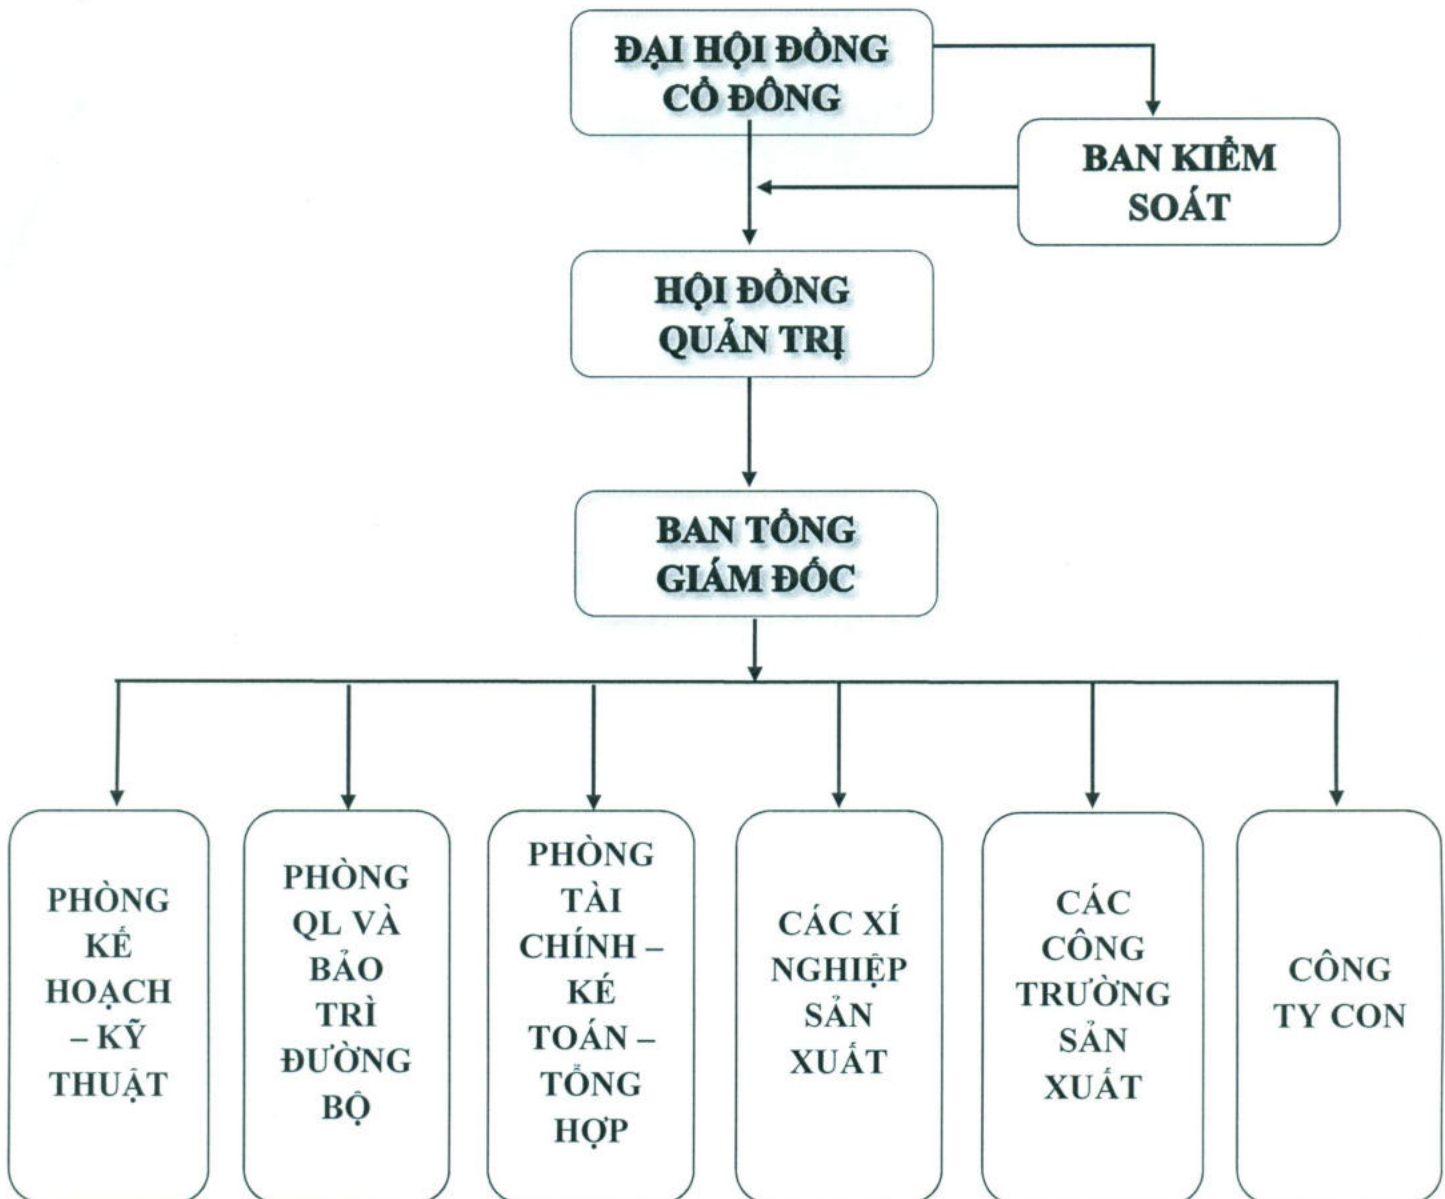 ĐẠI HỘI ĐỒNG
CỔ ĐÔNG
BAN KIỂM
SOÁT
HỘI ĐỒNG
QUẢN TRỊ
BAN TỔNG
GIÁM ĐỐC
PHÒNG
KẾ
HOẠCH
– KỸ
THUẬT
PHÒNG
QL VÀ
BẢO
TRÌ
ĐƯỜNG
BỘ
PHÒNG
TÀI
CHÍNH –
KẾ
TOÁN –
TỔNG
HỢP
CÁC XÍ
NGHIỆP
SẢN
XUẤT
CÁC
CÔNG
TRƯỜNG
SẢN
XUẤT
CÔNG
TY CON